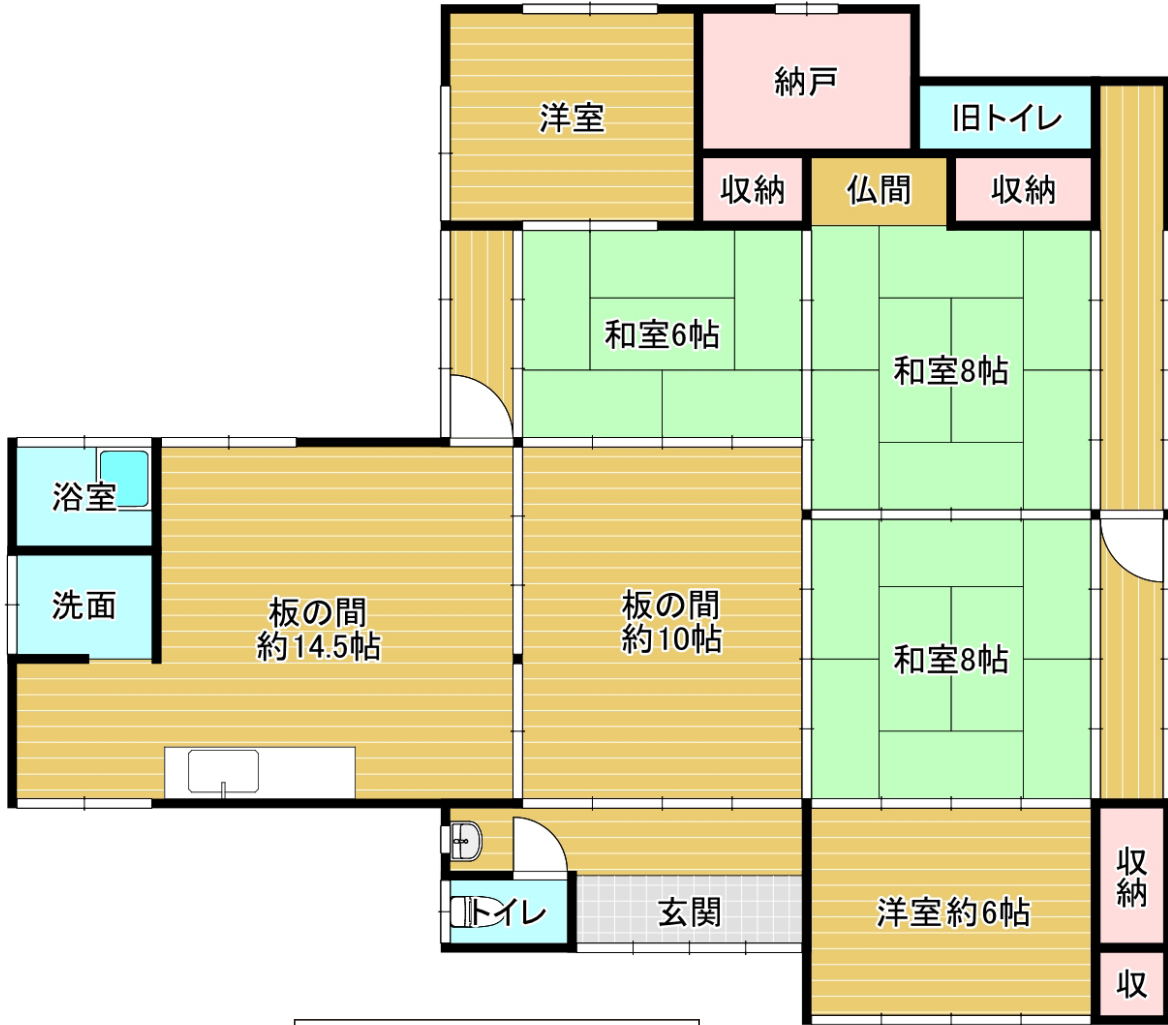 洋室
納戸
旧トイレ
収納
仏間
収納
和室6帖
和室8帖
浴室
洗面
板の間
約14.5帖
板の間
約10帖
和室8帖
収納
トイレ
玄関
洋室約6帖
収